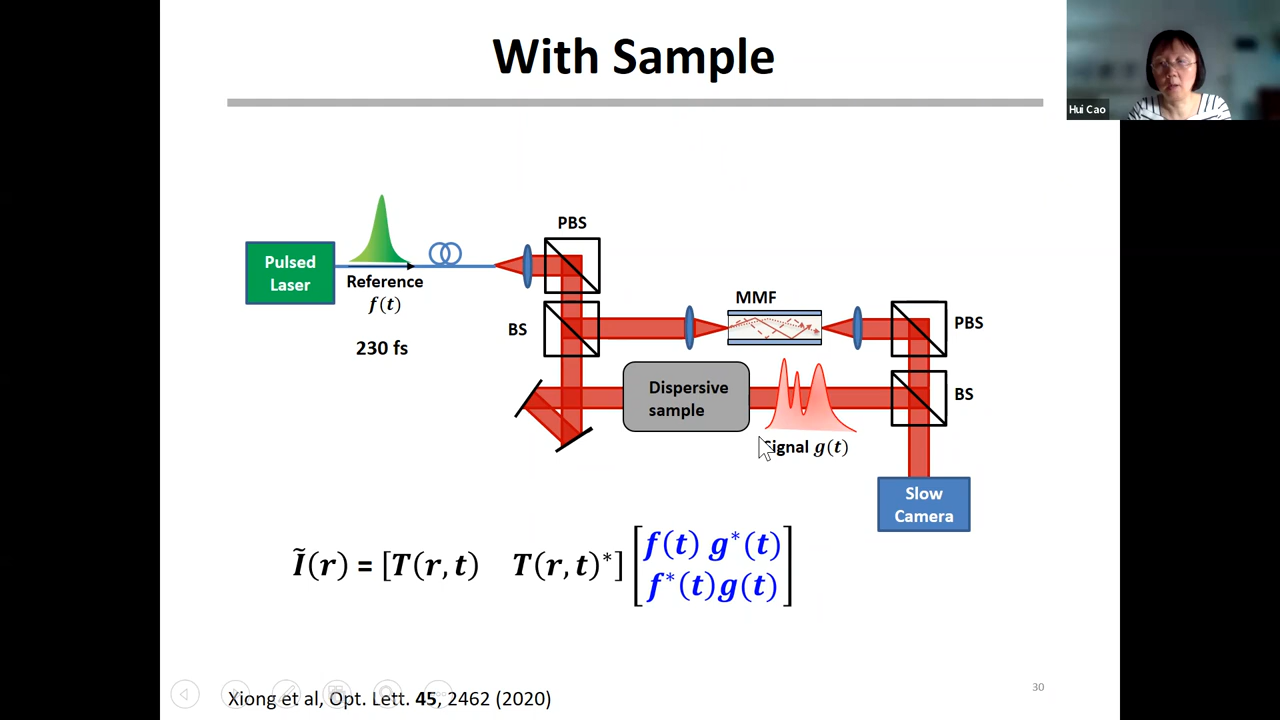 With Sample
Hui Cao
PBS
Pulsed
Laser
Reference
f(t)
230 fs
BS
MMF
PBS
Dispersive
sample
BS
Signal g(t)
Slow
Camera
Ĩ(r) = [T(r, t) T(r, t)*] [f(t) g*(t)
f*(t)g(t)]
30
Xiong et al, Opt. Lett. 45, 2462 (2020)